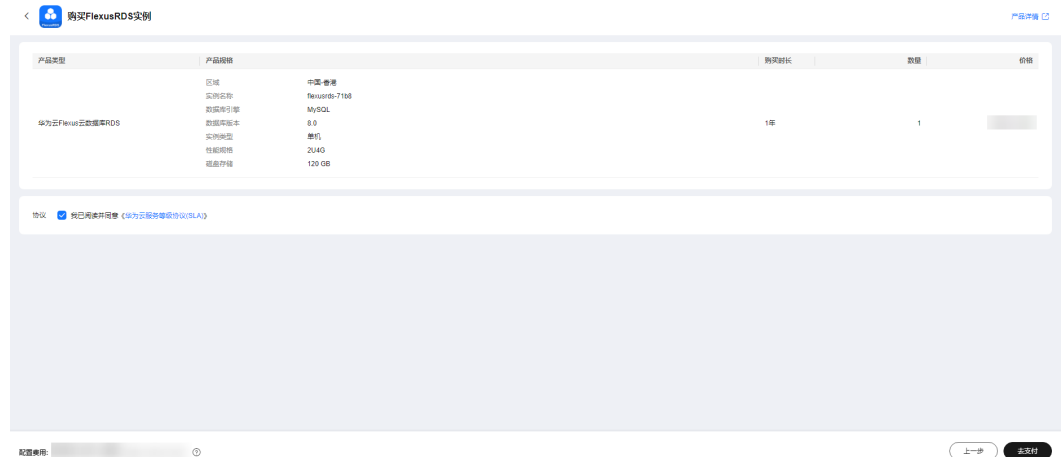 购买FlexusRDS实例
产品详情
产品类型 产品规格 购买时长 数量 价格
区域 中国-香港
实例名称 flexusrds-71b8
数据库引擎 MySQL
华为云Flexus云数据库RDS 数据库版本 8.0 1年 1
实例类型 单机
性能规格 2U4G
磁盘存储 120 GB
协议 我已阅读并同意《华为云服务等级协议(SLA)》
配置费用:
上一步 去支付